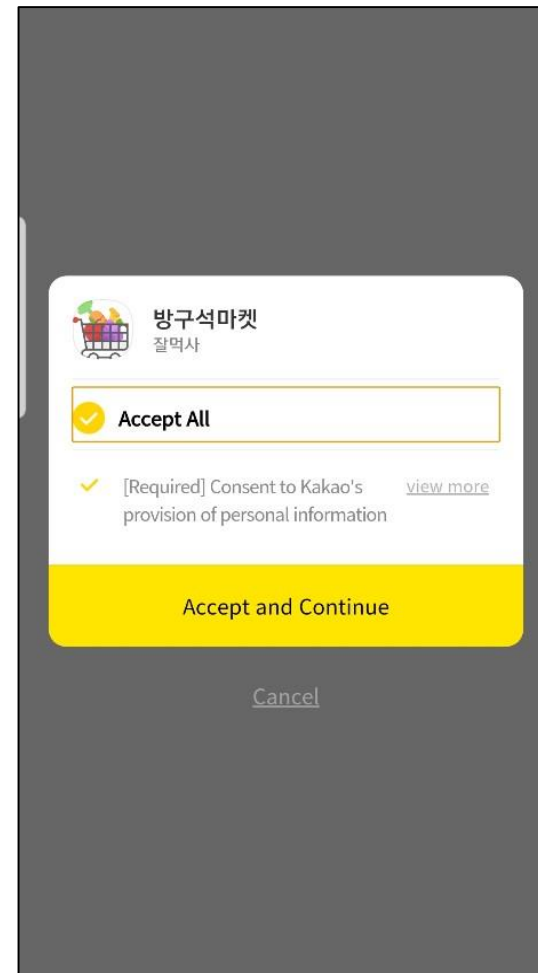 방구석마켓
잘먹사
Accept All
[Required] Consent to Kakao's view more
provision of personal information
Accept and Continue
Cancel